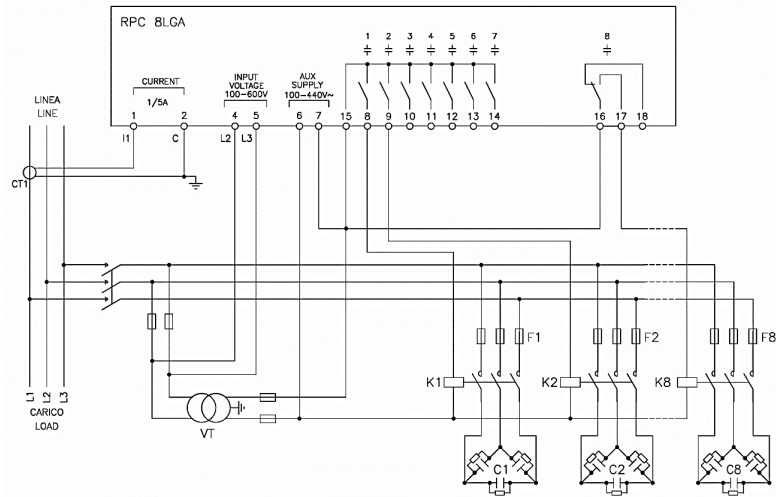 RPC 8LGA
1 2 3 4 5 6 7 8
CURRENT
1/5A
INPUT
VOLTAGE
100-600V
AUX
SUPPLY
100-440V~
1 2 4 5 6 7 15 8 9 10 11 12 13 14 16 17 18
I1 C L2 L3
LINEA
LINE
CT1
F1 F2 F8
K1 K2 K8
L1 L2 L3
CARICO
LOAD
VT
C1 C2 C8